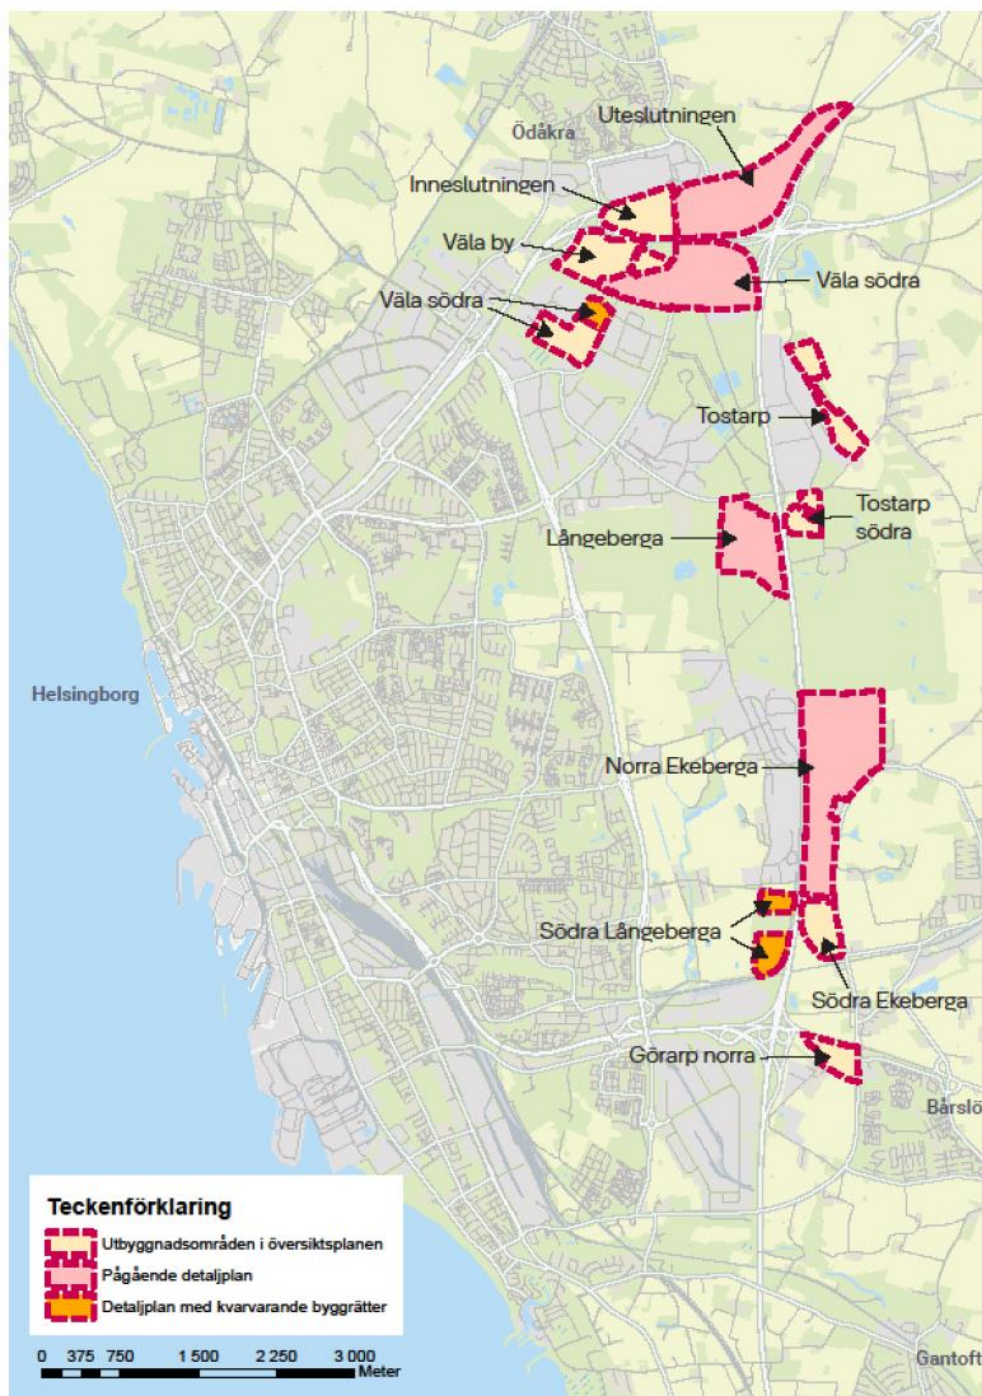 Uteslutningen
Ödåkra
Inneslutningen
Väla by
Väla södra
Väla södra
Tostarp
Tostarp
södra
Långeberga
Helsingborg
Norra Ekeberga
Södra Långeberga
Södra Ekeberga
Görarp norra
Bårslö
Teckenförklaring
Utbyggnadsområden i översiktsplanen
Pågående detaljplan
Detaljplan med kvarvarande byggrätter
0 375 750 1 500 2 250 3 000
Meter
Gantoft